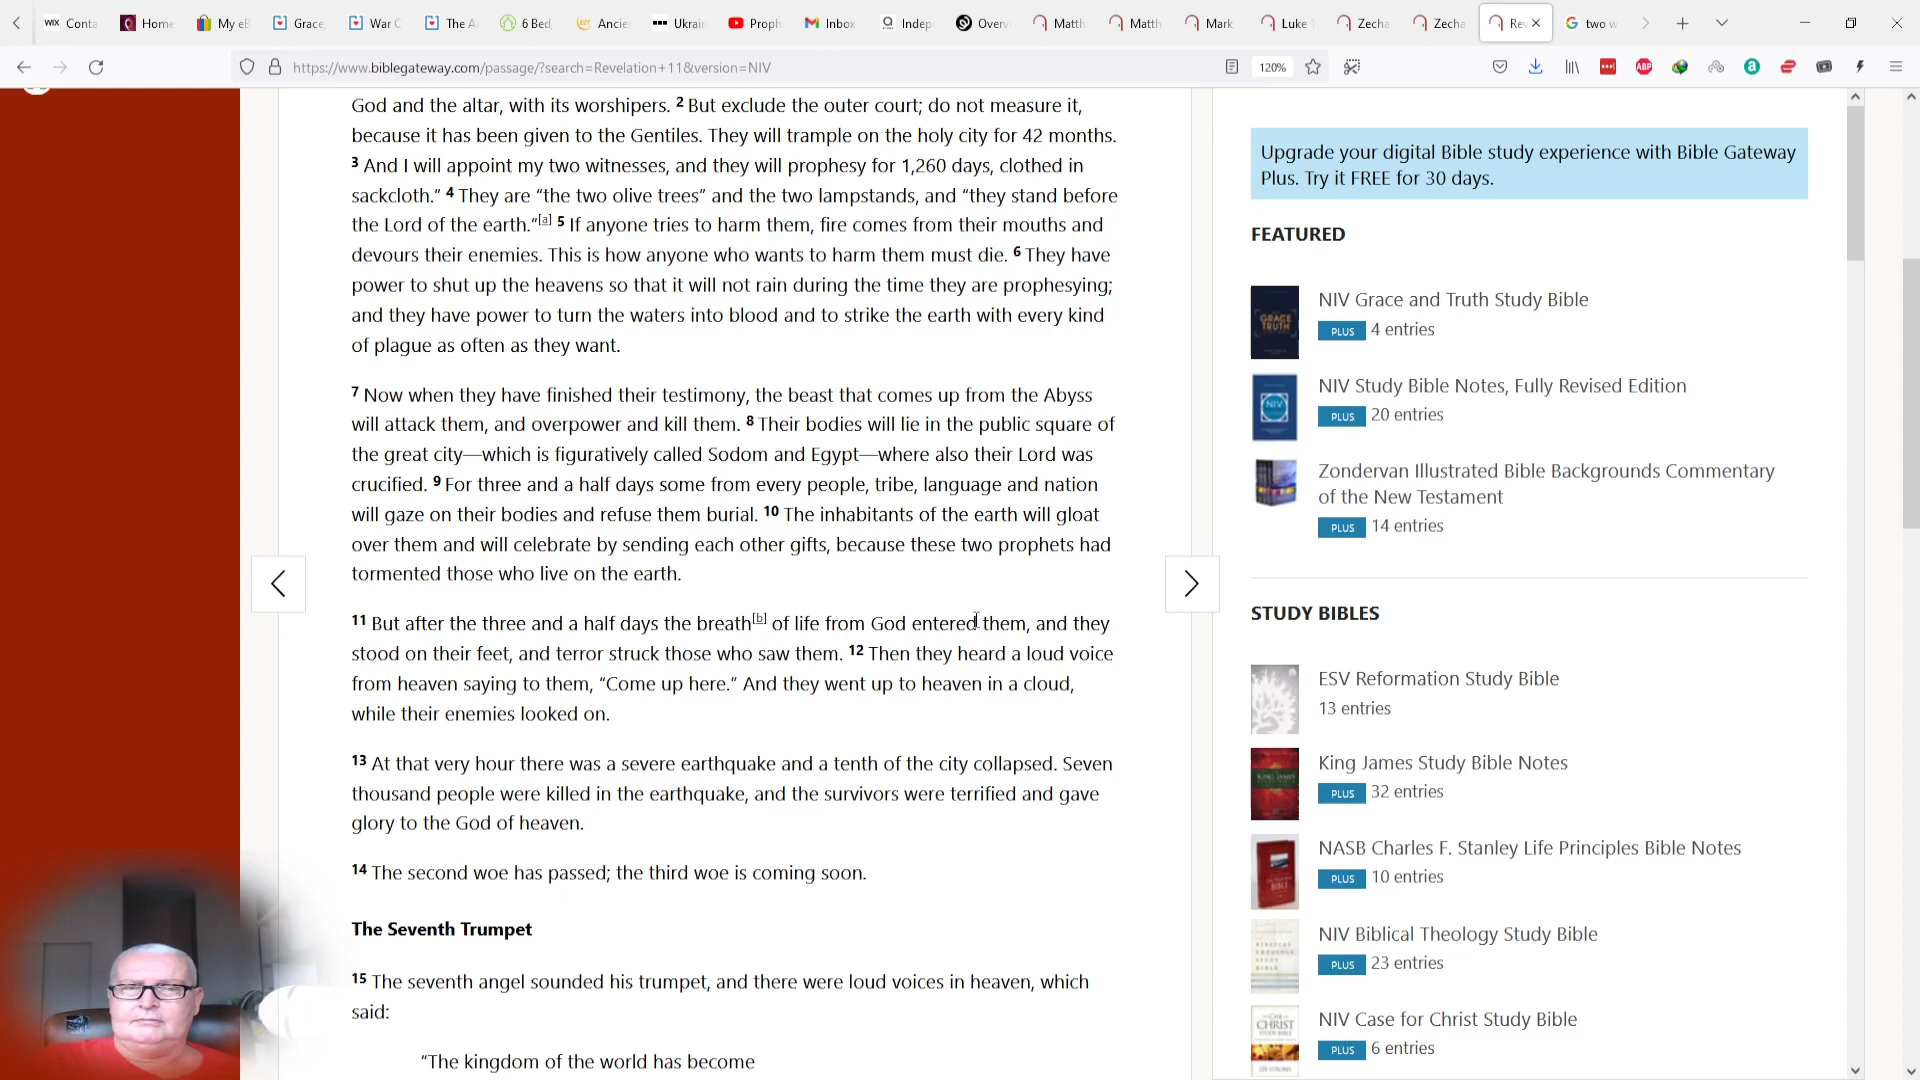 Conta
Home
My eB
Grace,
War C
The A
6 Bed,
Ancie
Ukrain
Proph
Inbox
Indep
Overv
Matth
Matth
Mark
Luke
Zecha
Zecha
Rev
two w
https://www.biblegateway.com/passage/?search=Revelation+11&version=NIV
120%
God and the altar, with its worshipers. 2 But exclude the outer court; do not measure it,
because it has been given to the Gentiles. They will trample on the holy city for 42 months.
3 And I will appoint my two witnesses, and they will prophesy for 1,260 days, clothed in
sackcloth.” 4 They are “the two olive trees” and the two lampstands, and “they stand before
the Lord of the earth.”[a] 5 If anyone tries to harm them, fire comes from their mouths and
devours their enemies. This is how anyone who wants to harm them must die. 6 They have
power to shut up the heavens so that it will not rain during the time they are prophesying;
and they have power to turn the waters into blood and to strike the earth with every kind
of plague as often as they want.
7 Now when they have finished their testimony, the beast that comes up from the Abyss
will attack them, and overpower and kill them. 8 Their bodies will lie in the public square of
the great city—which is figuratively called Sodom and Egypt—where also their Lord was
crucified. 9 For three and a half days some from every people, tribe, language and nation
will gaze on their bodies and refuse them burial. 10 The inhabitants of the earth will gloat
over them and will celebrate by sending each other gifts, because these two prophets had
tormented those who live on the earth.
11 But after the three and a half days the breath[b] of life from God entered them, and they
stood on their feet, and terror struck those who saw them. 12 Then they heard a loud voice
from heaven saying to them, “Come up here.” And they went up to heaven in a cloud,
while their enemies looked on.
13 At that very hour there was a severe earthquake and a tenth of the city collapsed. Seven
thousand people were killed in the earthquake, and the survivors were terrified and gave
glory to the God of heaven.
14 The second woe has passed; the third woe is coming soon.
The Seventh Trumpet
15 The seventh angel sounded his trumpet, and there were loud voices in heaven, which
said:
“The kingdom of the world has become
Upgrade your digital Bible study experience with Bible Gateway
Plus. Try it FREE for 30 days.
FEATURED
NIV Grace and Truth Study Bible
PLUS 4 entries
NIV Study Bible Notes, Fully Revised Edition
PLUS 20 entries
Zondervan Illustrated Bible Backgrounds Commentary
of the New Testament
PLUS 14 entries
STUDY BIBLES
ESV Reformation Study Bible
13 entries
King James Study Bible Notes
PLUS 32 entries
NASB Charles F. Stanley Life Principles Bible Notes
PLUS 10 entries
NIV Biblical Theology Study Bible
PLUS 23 entries
NIV Case for Christ Study Bible
PLUS 6 entries